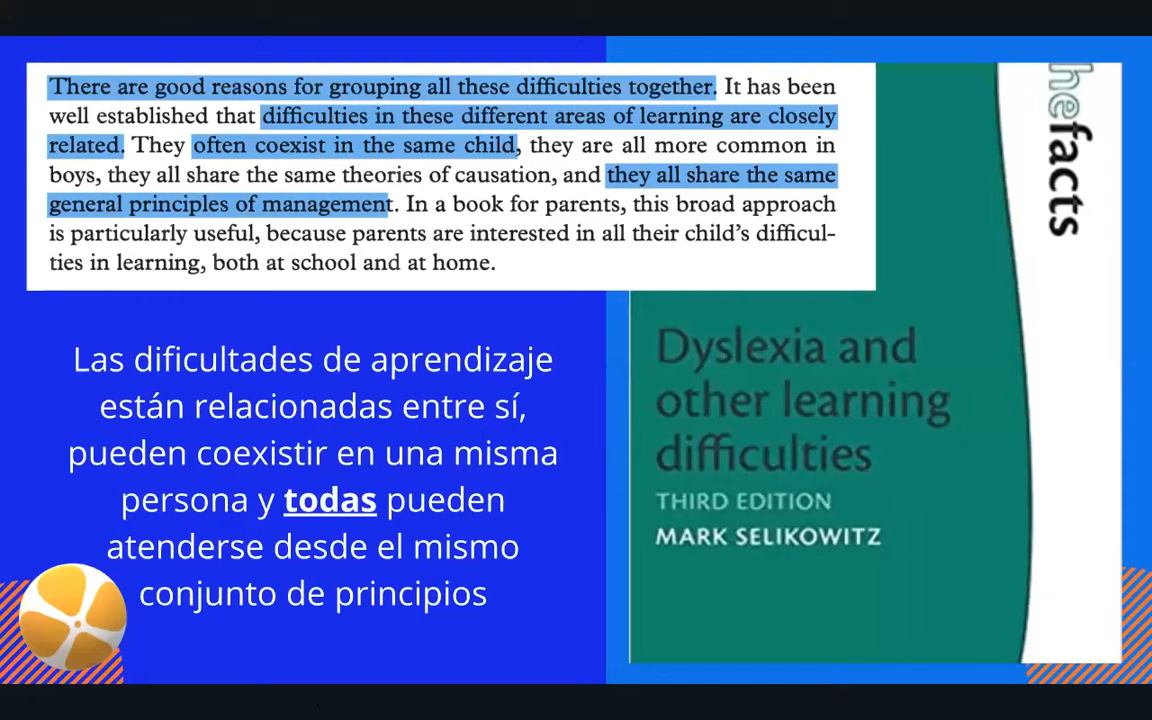 There are good reasons for grouping all these difficulties together. It has been
well established that difficulties in these different areas of learning are closely
related. They often coexist in the same child, they are all more common in
boys, they all share the same theories of causation, and they all share the same
general principles of management. In a book for parents, this broad approach
is particularly useful, because parents are interested in all their child's difficul-
ties in learning, both at school and at home.
Las dificultades de aprendizaje
están relacionadas entre sí,
pueden coexistir en una misma
persona y todas pueden
atenderse desde el mismo
conjunto de principios
hefacts
Dyslexia and
other learning
difficulties
THIRD EDITION
MARK SELIKOWITZ